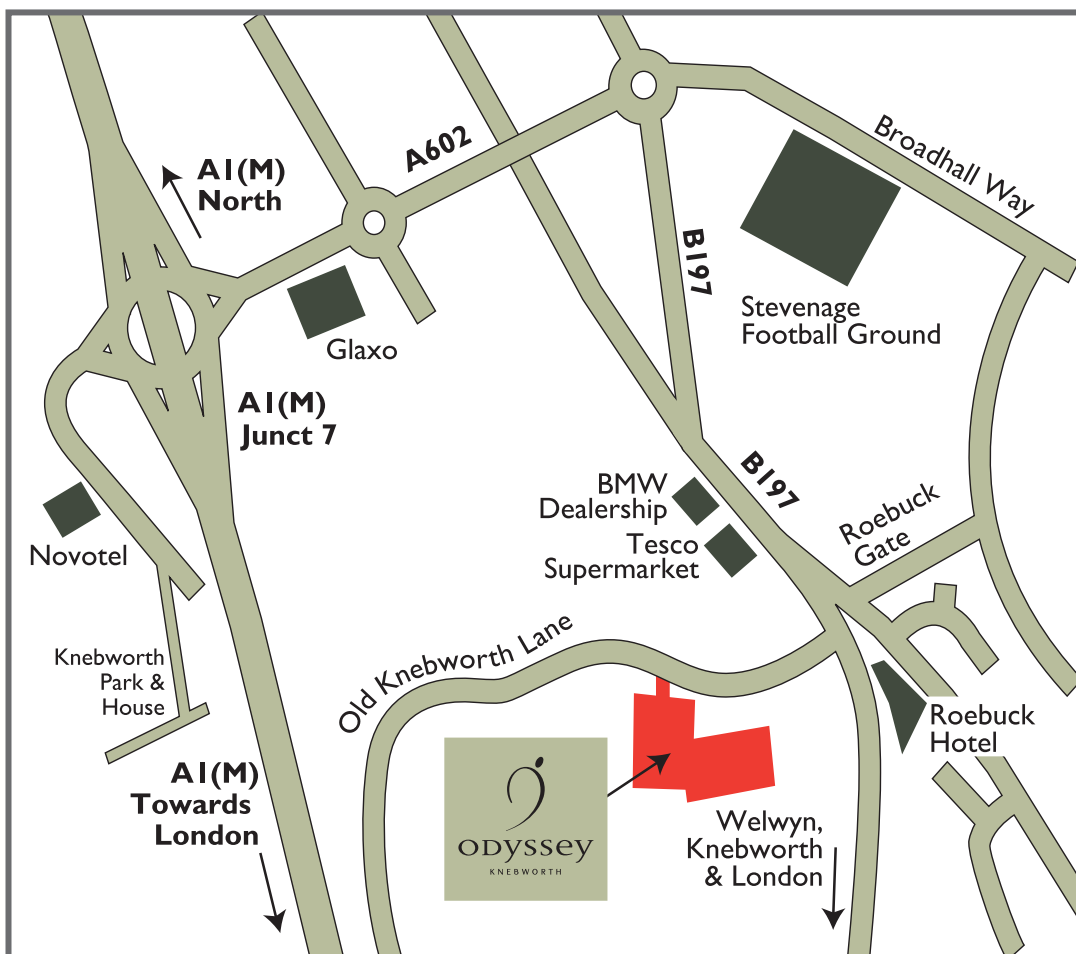 A602
Broadhall Way
A1(M)
North
B197
Stevenage
Football Ground
Glaxo
A1(M)
Junct 7
B197
BMW
Dealership
Tesco
Supermarket
Roebuck
Gate
Novotel
Knebworth
Park &
House
Old Knebworth Lane
Roebuck
Hotel
A1(M)
Towards
London
ODYSSEY
KNEBWORTH
Welwyn,
Knebworth
& London